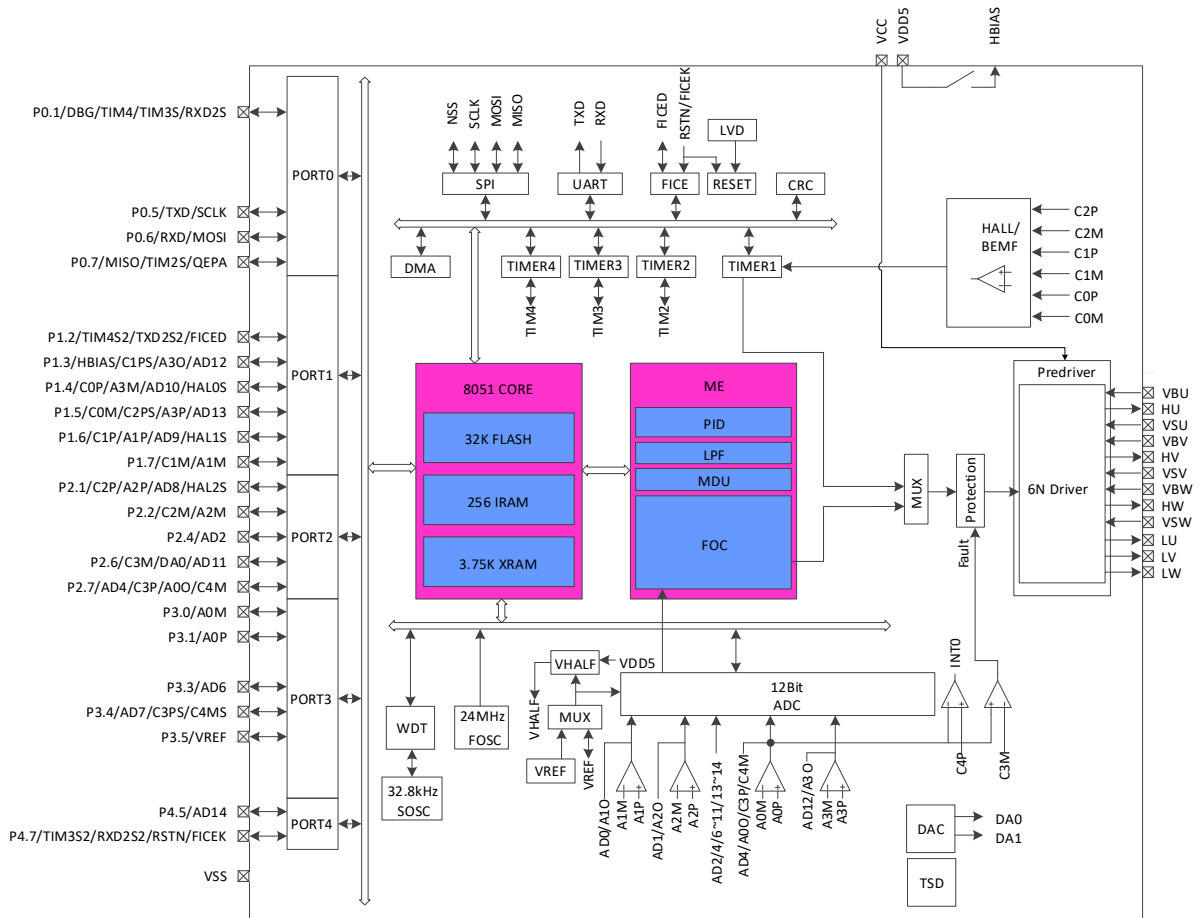 VCC
VDD5
HBIAS
P0.1/DBG/TIM4/TIM3S/RXD2S
P0.5/TXD/SCLK
P0.6/RXD/MOSI
P0.7/MISO/TIM2S/QEPA
P1.2/TIM4S2/TXD2S2/FICED
P1.3/HBIAS/C1PS/A3O/AD12
P1.4/C0P/A3M/AD10/HAL0S
P1.5/C0M/C2PS/A3P/AD13
P1.6/C1P/A1P/AD9/HAL1S
P1.7/C1M/A1M
P2.1/C2P/A2P/AD8/HAL2S
P2.2/C2M/A2M
P2.4/AD2
P2.6/C3M/DA0/AD11
P2.7/AD4/C3P/A0O/C4M
P3.0/A0M
P3.1/A0P
P3.3/AD6
P3.4/AD7/C3PS/C4MS
P3.5/VREF
P4.5/AD14
P4.7/TIM3S2/RXD2S2/RSTN/FICEK
VSS
PORT0
PORT1
PORT2
PORT3
PORT4
NSS
SCLK
MOSI
MISO
TXD
RXD
FICED
RSTN/FICEK
LVD
SPI
UART
FICE
RESET
CRC
DMA
TIMER4
TIMER3
TIMER2
TIMER1
TIM4
TIM3
TIM2
HALL/
BEMF
C2P
C2M
C1P
C1M
C0P
C0M
8051 CORE
32K FLASH
256 IRAM
3.75K XRAM
ME
PID
LPF
MDU
FOC
MUX
Protection
Fault
Predriver
6N Driver
VBU
HU
VSU
VBV
HV
VSV
VBW
HW
VSW
LU
LV
LW
WDT
32.8kHz
SOSC
24MHz
FOSC
VHALF
VDD5
VHALF
MUX
VREF
VREF
12Bit
ADC
AD0/A1O
A1M
A1P
AD1/A2O
A2M
A2P
AD2/4/6~11/13~14
AD4/A0O/C3P/C4M
A0M
A0P
AD12/A3O
A3M
A3P
INT0
C4P
C3M
DAC
DA0
DA1
TSD